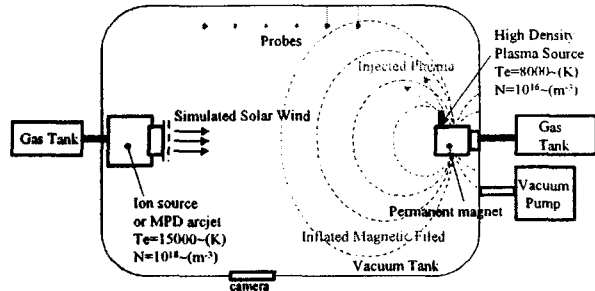 Probes
High Density
Plasma Source
Te=8000~(K)
N=10¹⁶~(m⁻³)
Injected Plasma
Simulated Solar Wind
Gas Tank
Gas
Tank
Ion source
or MPD arcjet
Te=15000~(K)
N=10¹⁸~(m⁻³)
Permanent magnet
Vacuum
Pump
Inflated Magnetic Filed
Vacuum Tank
camera